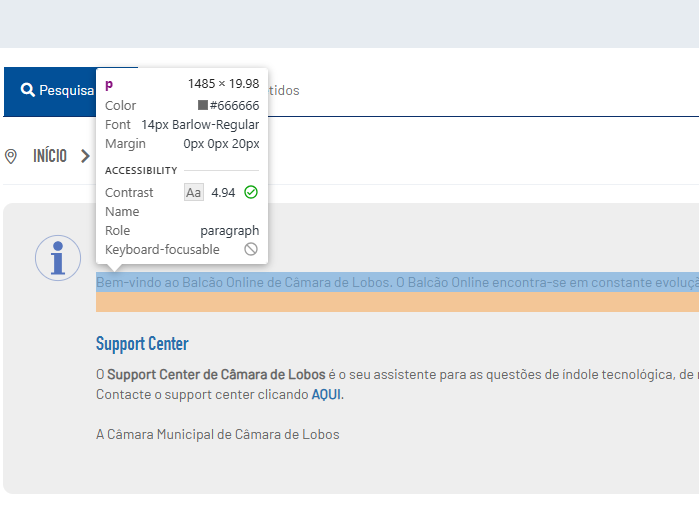 Pesquisa
tidos
INÍCIO
p 1485 × 19.98
Color #666666
Font 14px Barlow-Regular
Margin 0px 0px 20px
ACCESSIBILITY
Contrast Aa 4.94
Name
Role paragraph
Keyboard-focusable
Bem-vindo ao Balcão Online de Câmara de Lobos. O Balcão Online encontra-se em constante
Support Center
O Support Center de Câmara de Lobos é o seu assistente para as questões de índole tecnológica, de
Contacte o support center clicando AQUI.
A Câmara Municipal de Câmara de Lobos